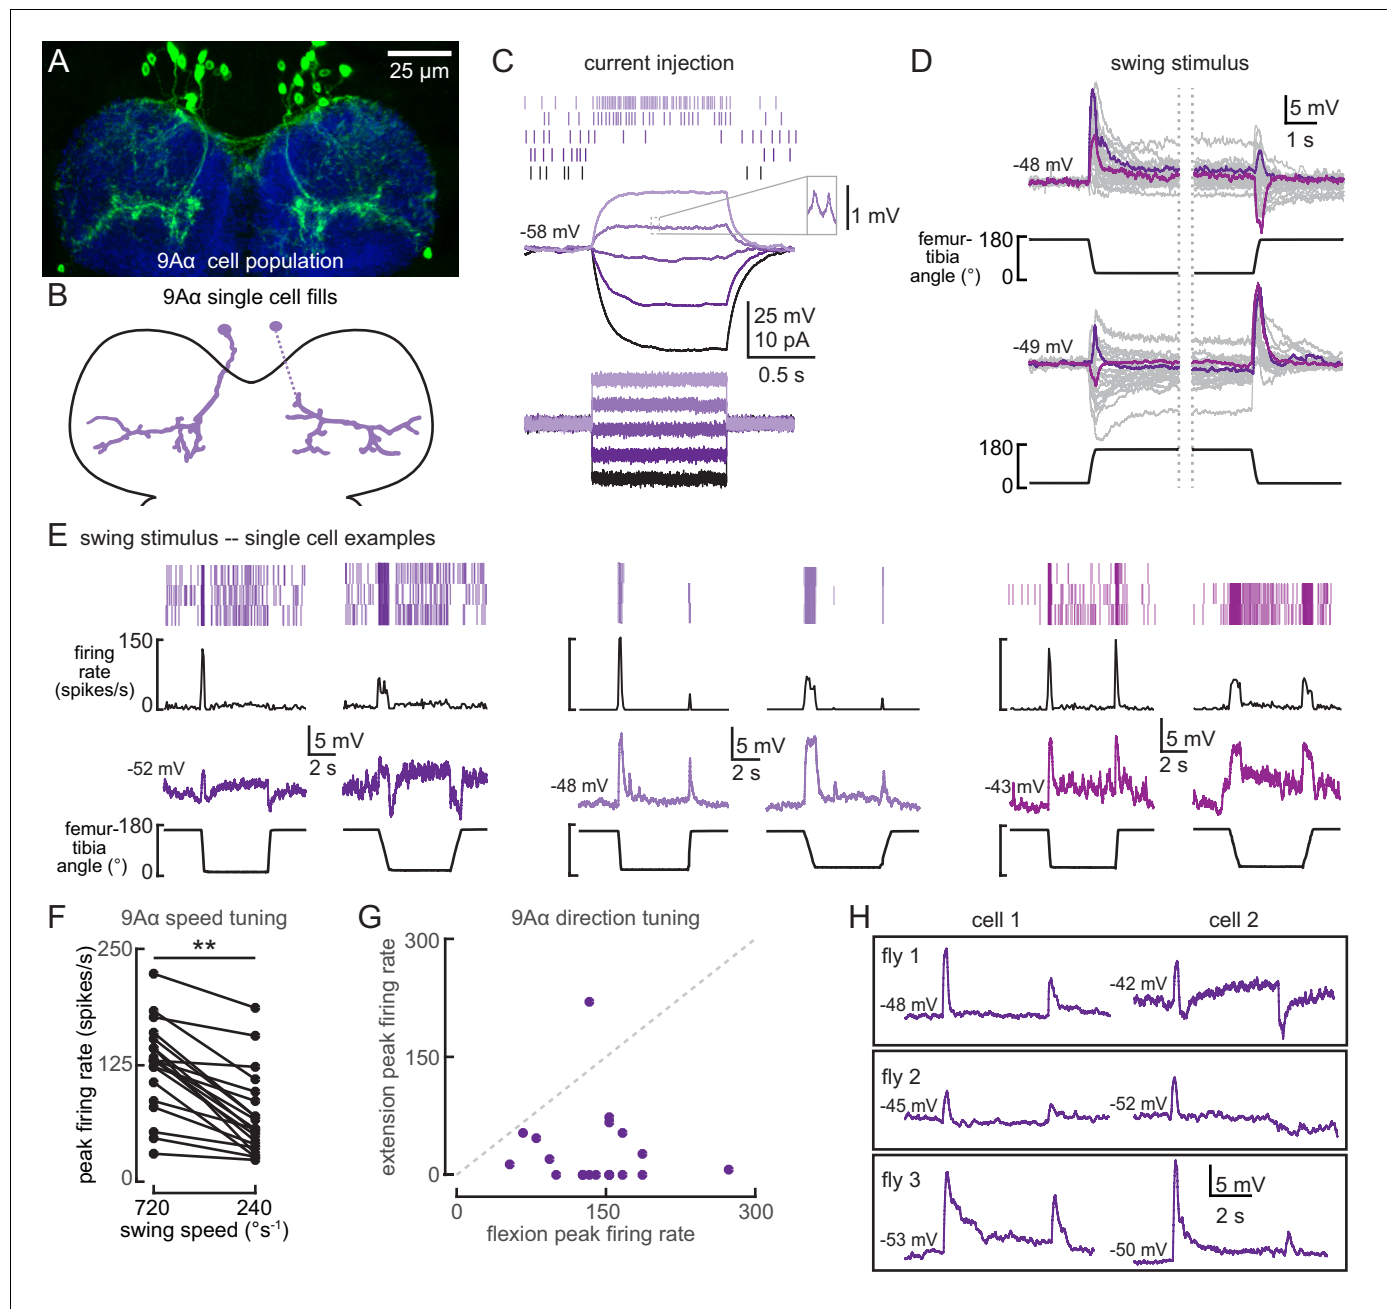 A
25 µm
9Aα cell population
B
9Aα single cell fills
C
current injection
-58 mV
1 mV
25 mV
10 pA
0.5 s
D
swing stimulus
5 mV
1 s
-48 mV
femur-
tibia
angle (°)
180
0
-49 mV
180
0
E
swing stimulus -- single cell examples
firing
rate
(spikes/s)
150
0
-52 mV
5 mV
2 s
-48 mV
5 mV
2 s
-43 mV
5 mV
2 s
femur-
tibia
angle (°)
180
0
F
9Aα speed tuning
**
peak firing rate (spikes/s)
250
125
0
720
240
swing speed (°s-1)
G
9Aα direction tuning
extension peak firing rate
300
150
0
0
150
300
flexion peak firing rate
H
cell 1
cell 2
fly 1
-48 mV
-42 mV
fly 2
-45 mV
-52 mV
fly 3
-53 mV
-50 mV
5 mV
2 s